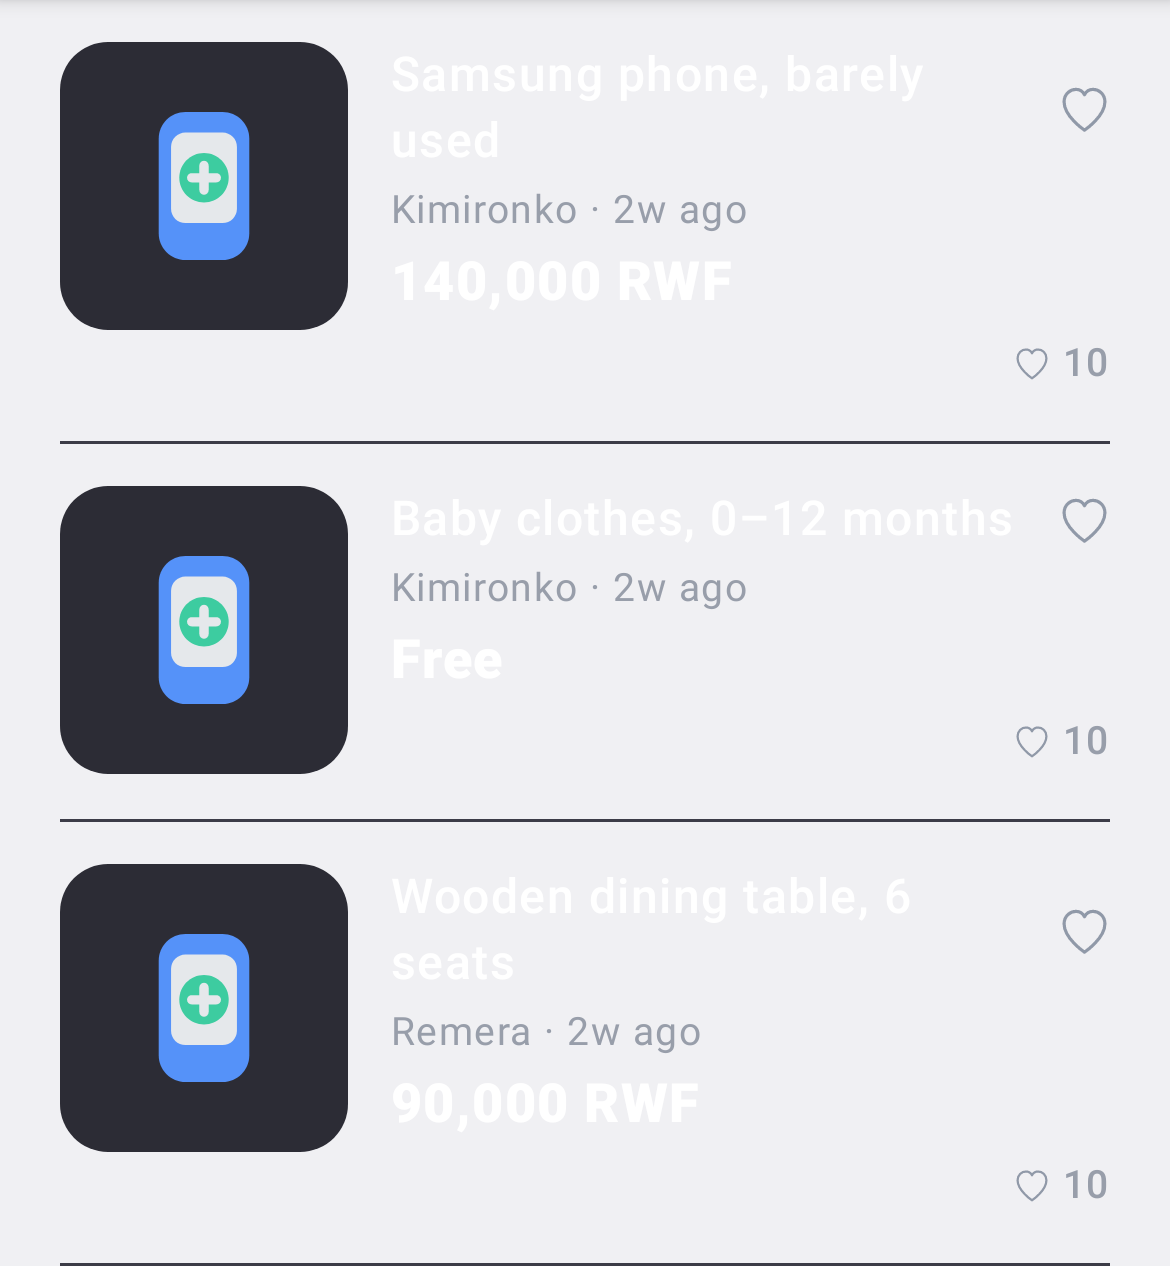 Samsung phone, barely
used
Kimironko · 2w ago
140,000 RWF
10
Baby clothes, 0–12 months
Kimironko · 2w ago
Free
10
Wooden dining table, 6
seats
Remera · 2w ago
90,000 RWF
10